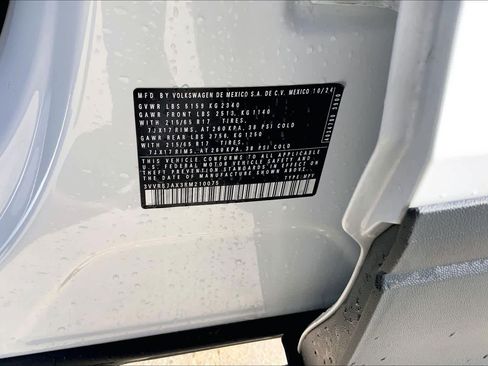 MFD. BY VOLKSWAGEN DE MEXICO S.A. DE C.V. MEXICO 10/24
GVWR LBS 5159 KG 2340
GAWR FRONT LBS 2513, KG 1140
WITH 215/65 R17 TIRES,
7JX17 RIMS, AT 260 KPA, 38 PSI COLD
GAWR REAR LBS 2756, KG 1250
WITH 215/65 R17 TIRES,
7JX17 RIMS, AT 260 KPA, 38 PSI COLD
THIS VEHICLE CONFORMS TO ALL APPLICABLE
U.S. FEDERAL MOTOR VEHICLE SAFETY AND
THEFT PREVENTION STANDARDS IN EFFECT
ON THE DATE OF MANUFACTURE SHOWN ABOVE.
TYPE:MPV